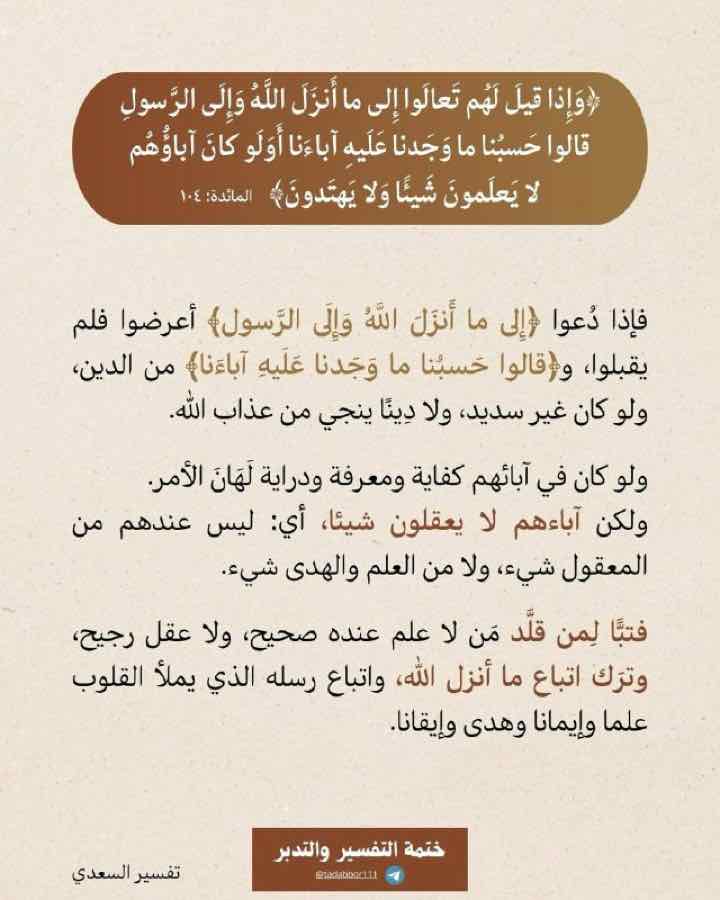 ﴿وَإِذا قيلَ لَهُم تَعالَوا إِلى ما أَنزَلَ اللَّهُ وَإِلَى الرَّسولِ
قالوا حَسبُنا ما وَجَدنا عَلَيهِ آباءَنا أَوَلَو كانَ آباؤُهُم
لا يَعلَمونَ شَيئًا وَلا يَهتَدونَ﴾ المائدة: ١٠٤
فإذا دُعوا ﴿إِلى ما أَنزَلَ اللَّهُ وَإِلَى الرَّسول﴾ أعرضوا فلم
يقبلوا، و﴿قالوا حَسبُنا ما وَجَدنا عَلَيهِ آباءَنا﴾ من الدين،
ولو كان غير سديد، ولا دِينًا ينجي من عذاب الله.
ولو كان في آبائهم كفاية ومعرفة ودراية لَهَانَ الأمر.
ولكن آباءهم لا يعقلون شيئا، أي: ليس عندهم من
المعقول شيء، ولا من العلم والهدى شيء.
فتبًّا لِمن قلَّد مَن لا علم عنده صحيح، ولا عقل رجيح،
وترَك اتباع ما أنزل الله، واتباع رسله الذي يملأ القلوب
علما وإيمانا وهدى وإيقانا.
ختمة التفسير والتدبر
@tadabbor111
تفسير السعدي